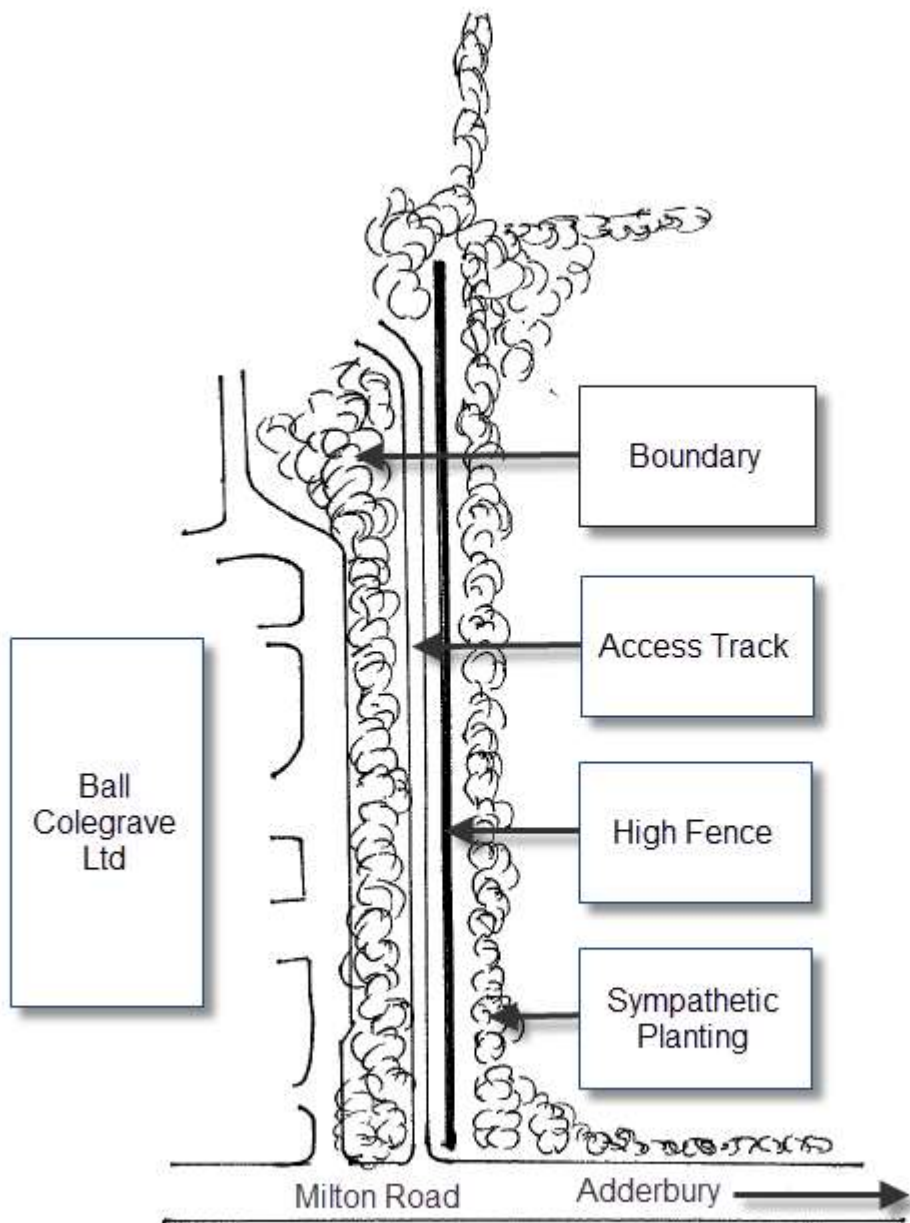 Boundary
Access Track
Ball
Colegrave
Ltd
High Fence
Sympathetic
Planting
Milton Road
Adderbury